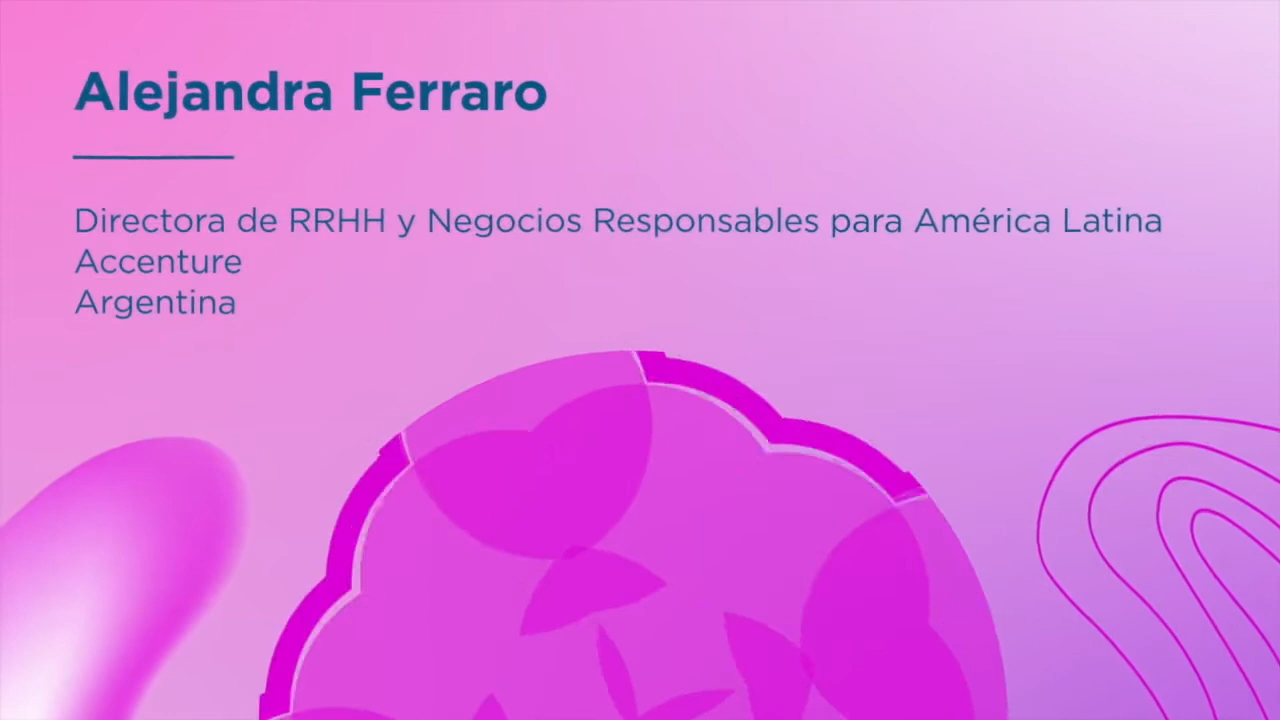 Alejandra Ferraro
Directora de RRHH y Negocios Responsables para América Latina
Accenture
Argentina